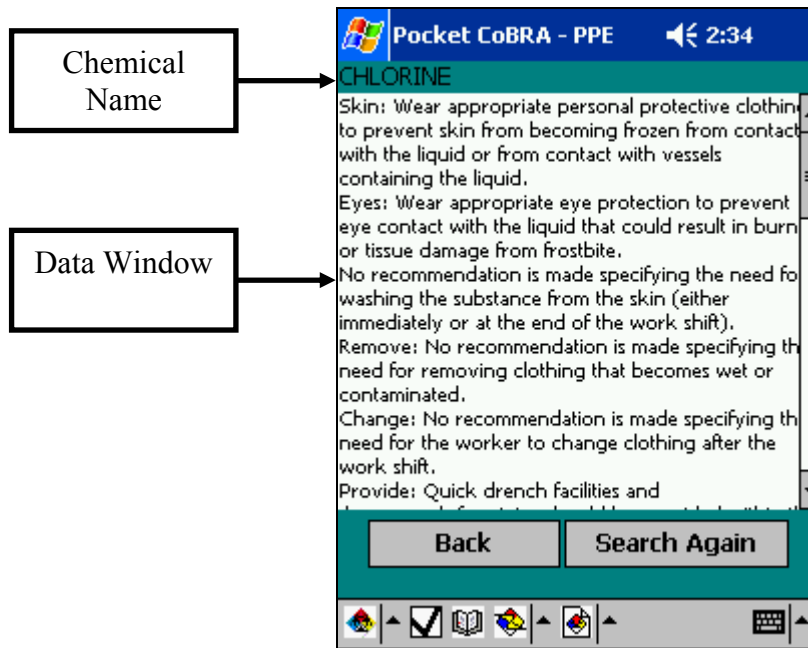 Chemical
Name
Data Window
Pocket CoBRA - PPE 2:34
CHLORINE
Skin: Wear appropriate personal protective clothin
to prevent skin from becoming frozen from contact
with the liquid or from contact with vessels
containing the liquid.
Eyes: Wear appropriate eye protection to prevent
eye contact with the liquid that could result in burn
or tissue damage from frostbite.
No recommendation is made specifying the need fo
washing the substance from the skin (either
immediately or at the end of the work shift).
Remove: No recommendation is made specifying th
need for removing clothing that becomes wet or
contaminated.
Change: No recommendation is made specifying th
need for the worker to change clothing after the
work shift.
Provide: Quick drench facilities and
Back Search Again